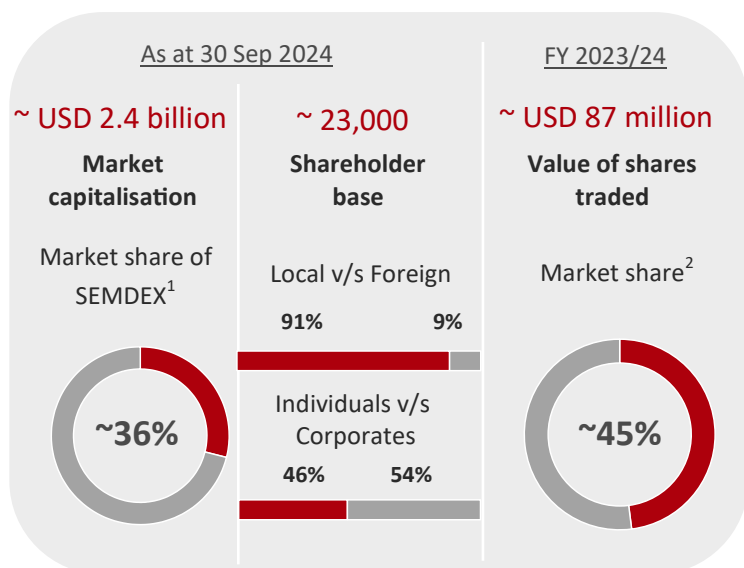 As at 30 Sep 2024
FY 2023/24
~ USD 2.4 billion
Market
capitalisation
Market share of
SEMDEX1
~36%
~ 23,000
Shareholder
base
Local v/s Foreign
91% 9%
Individuals v/s
Corporates
46% 54%
~ USD 87 million
Value of shares
traded
Market share2
~45%